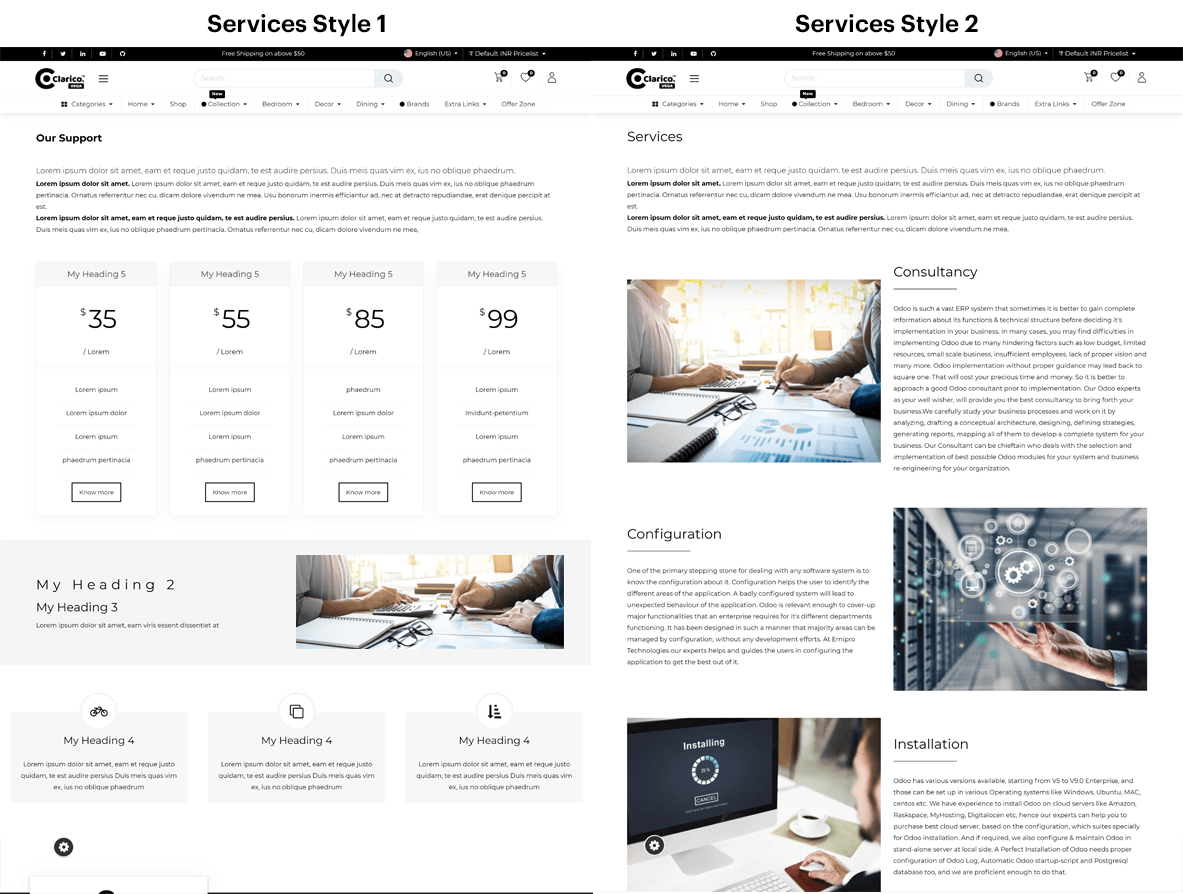 Services Style 1
Free Shipping on above $50
English (US)
₹ Default INR Pricelist
Clarico.
VEGA
Search...
0
0
New
Categories
Home
Shop
Collection
Bedroom
Decor
Dining
Brands
Extra Links
Offer Zone
Our Support
Lorem ipsum dolor sit amet, eam et reque justo quidam, te est audire persius. Duis meis quas vim ex, ius no oblique phaedrum.
Lorem ipsum dolor sit amet. Lorem ipsum dolor sit amet, eam et reque justo quidam, te est audire persius. Duis meis quas vim ex, ius no oblique phaedrum
pertinacia. Ornatus referrentur nec cu, dicam dolore vivendo ne mea. Usu bonorum inermis efficiantur ad, nec at detracto repudiandae, erat denique percipit at
est.
Lorem ipsum dolor sit amet, eam et reque justo quidam, te est audire persius. Lorem ipsum dolor sit amet, eam et reque justo quidam, te est audire persius.
Duis meis quas vim ex, ius no oblique phaedrum pertinacia. Ornatus referrentur nec cu, dicam dolore vivendo ne mea,
My Heading 5
$ 35
/ Lorem
Lorem ipsum
Lorem ipsum dolor
Lorem ipsum
phaedrum pertinacia
Know more
My Heading 5
$ 55
/ Lorem
Lorem ipsum
Lorem ipsum dolor
Lorem ipsum
phaedrum pertinacia
Know more
My Heading 5
$ 85
/ Lorem
phaedrum
Lorem ipsum dolor
Lorem ipsum
phaedrum pertinacia
Know more
My Heading 5
$ 99
/ Lorem
Lorem ipsum
Invidunt-petentium
Lorem ipsum
phaedrum pertinacia
Know more
My Heading 2
My Heading 3
Lorem ipsum dolor sit amet, eam viris essent dissentiet at
My Heading 4
Lorem ipsum dolor sit amet, eam et reque justo
quidam, te est audire persius Duis meis quas vim
ex, ius no oblique phaedrum
My Heading 4
Lorem ipsum dolor sit amet, eam et reque justo
quidam, te est audire persius Duis meis quas vim
ex, ius no oblique phaedrum
My Heading 4
Lorem ipsum dolor sit amet, eam et reque justo
quidam, te est audire persius Duis meis quas vim
ex, ius no oblique phaedrum
Services Style 2
Free Shipping on above $50
English (US)
₹ Default INR Pricelist
Clarico.
VEGA
Search...
0
0
New
Categories
Home
Shop
Collection
Bedroom
Decor
Dining
Brands
Extra Links
Offer Zone
Services
Lorem ipsum dolor sit amet, eam et reque justo quidam, te est audire persius. Duis meis quas vim ex, ius no oblique phaedrum.
Lorem ipsum dolor sit amet. Lorem ipsum dolor sit amet, eam et reque justo quidam, te est audire persius. Duis meis quas vim ex, ius no oblique phaedrum
pertinacia. Ornatus referrentur nec cu, dicam dolore vivendo ne mea. Usu bonorum inermis efficiantur ad, nec at detracto repudiandae, erat denique percipit at
est.
Lorem ipsum dolor sit amet, eam et reque justo quidam, te est audire persius. Lorem ipsum dolor sit amet, eam et reque justo quidam, te est audire persius.
Duis meis quas vim ex, ius no oblique phaedrum pertinacia. Ornatus referrentur nec cu, dicam dolore vivendo ne mea,
Consultancy
Odoo is such a vast ERP system that sometimes it is better to gain complete
information about its functions & technical structure before deciding it's
implementation in your business. In many cases, you may find difficulties in
implementing Odoo due to many hindering factors such as low budget, limited
resources, small scale business, insufficient employees, lack of proper vision and
many more. Odoo implementation without proper guidance may lead back to
square one. That will cost your precious time and money. So it is better to
approach a good Odoo consultant prior to implementation. Our Odoo experts
as your well wisher, will provide you the best consultancy to bring forth your
business.We carefully study your business processes and work on it by
analyzing, drafting a conceptual architecture, designing, defining strategies,
generating reports, mapping all of them to develop a complete system for your
business. Our Consultant can be chieftain who deals with the selection and
implementation of best possible Odoo modules for your system and business
re-engineering for your organization.
Configuration
One of the primary stepping stone for dealing with any software system is to
know the configuration about it. Configuration helps the user to identify the
different areas of the application. A badly configured system will lead to
unexpected behaviour of the application. Odoo is relevant enough to cover-up
major functionalities that an enterprise requires for it's different departments
functioning. It has been designed in such a manner that majority areas can be
managed by configuration, without any development efforts. At Emipro
Technologies our experts helps and guides the users in configuring the
application to get the best out of it.
Installing
CANCEL
Installation
Odoo has various versions available, starting from V5 to V9.0 Enterprise, and
those can be set up in various Operating systems like Windows, Ubuntu, MAC,
centos etc. We have experience to install Odoo on cloud servers like Amazon,
Raskspace, MyHosting, Digitalocen etc, hence our experts can help you to
purchase best cloud server, based on the configuration, which suites specially
for Odoo installation. And if required, we also configure & maintain Odoo in
stand-alone server at local side. A Perfect Installation of Odoo needs proper
configuration of Odoo Log, Automatic Odoo startup-script and Postgresql
database too, and we are proficient enough to do that.